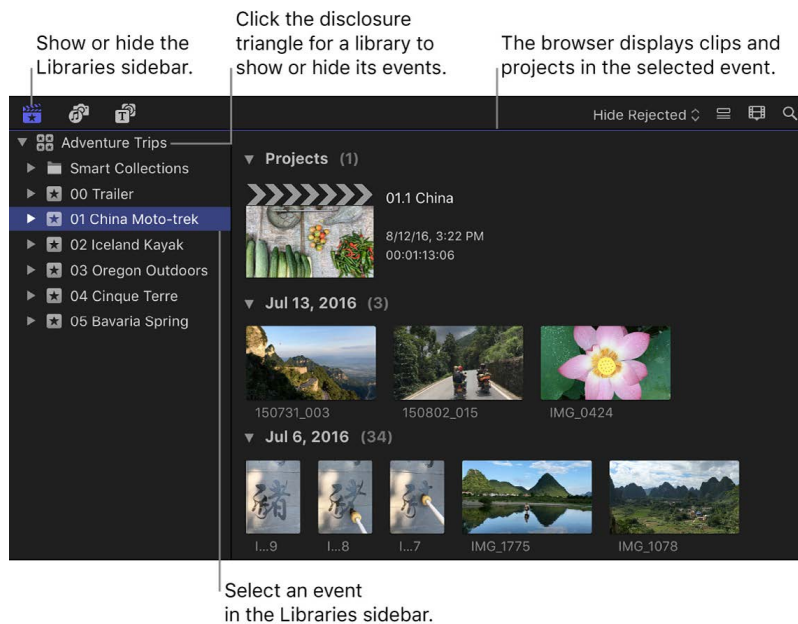 Show or hide the
Libraries sidebar.
Click the disclosure
triangle for a library to
show or hide its events.
The browser displays clips and
projects in the selected event.
T
Hide Rejected
Adventure Trips
Smart Collections
00 Trailer
01 China Moto-trek
02 Iceland Kayak
03 Oregon Outdoors
04 Cinque Terre
05 Bavaria Spring
Projects (1)
01.1 China
8/12/16, 3:22 PM
00:01:13:06
Jul 13, 2016 (3)
150731_003
150802_015
IMG_0424
Jul 6, 2016 (34)
猪
猪
I...9
I...8
I...7
IMG_1775
IMG_1078
Select an event
in the Libraries sidebar.